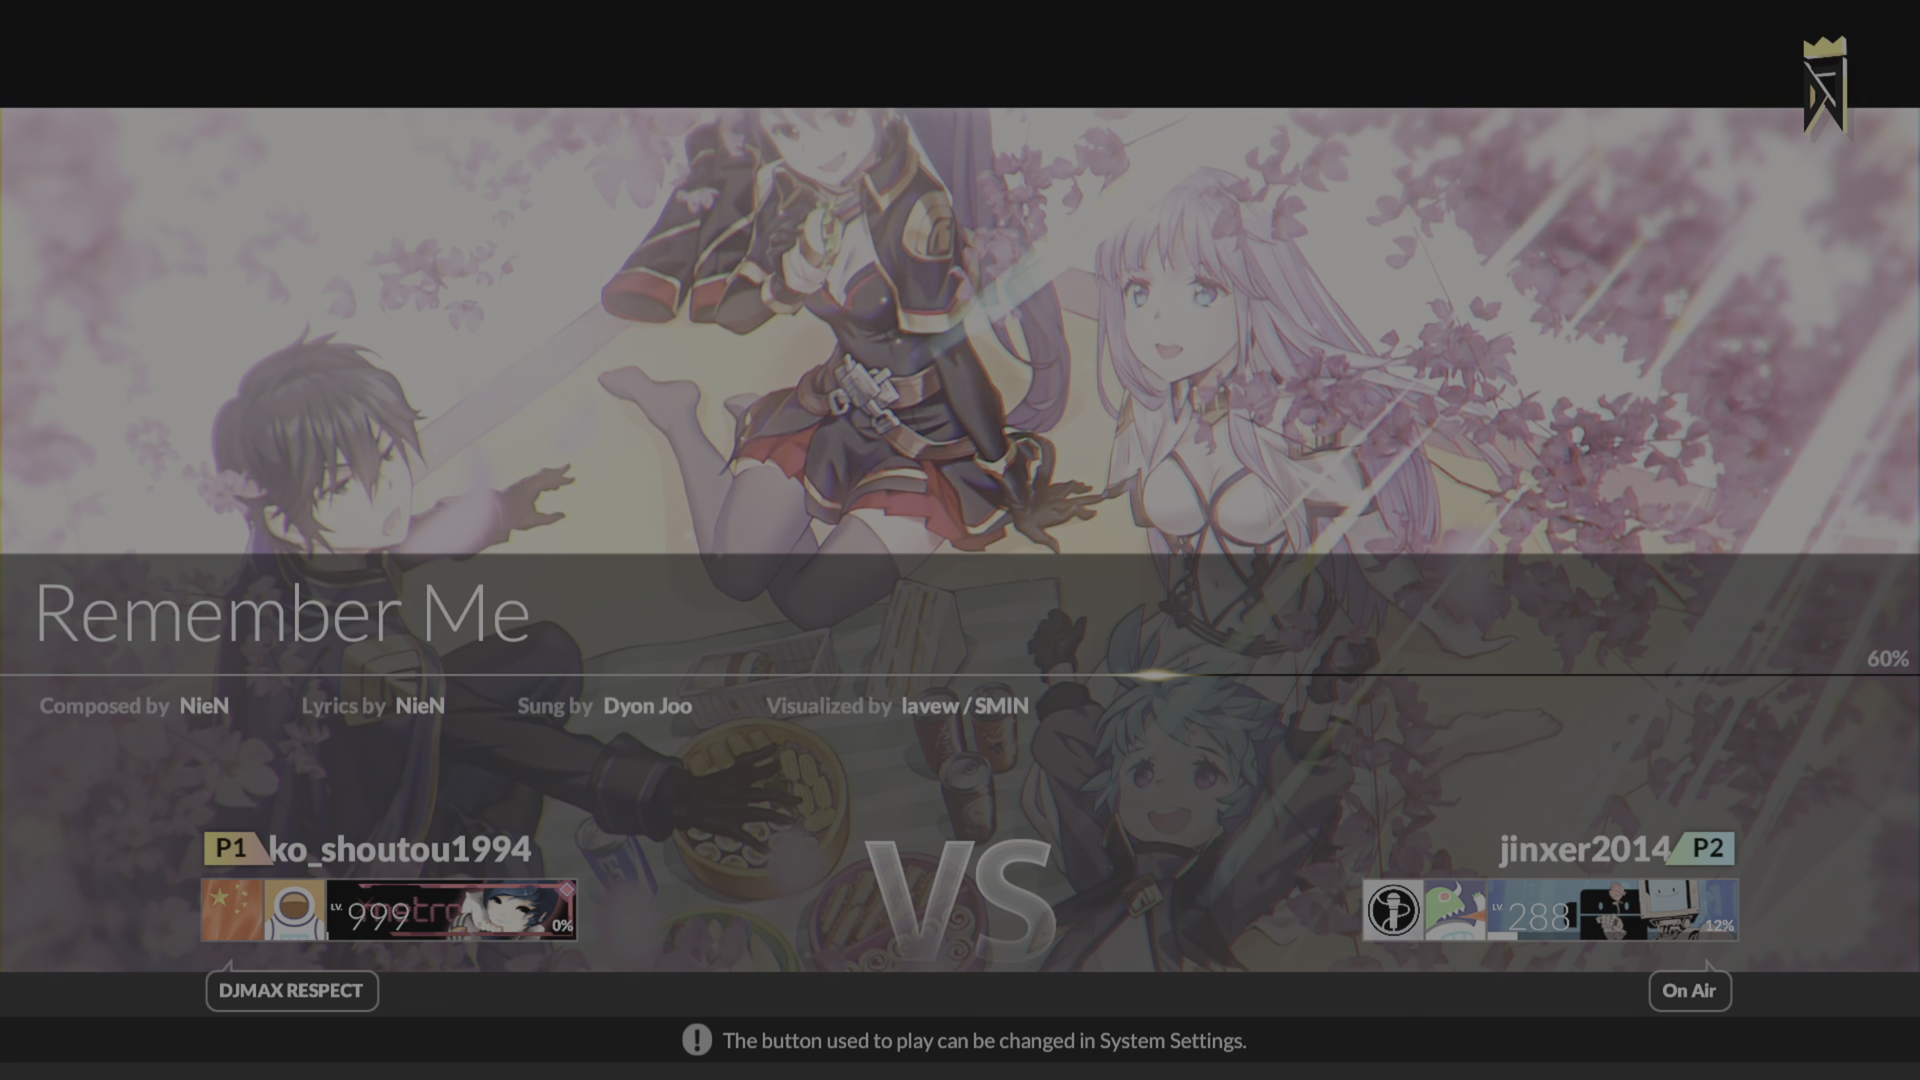 Remember Me
60%
Composed by NieN Lyrics by NieN Sung by Dyon Joo Visualized by lavew / SMIN
P1 ko_shoutou1994
VS
jinxer2014 P2
LV. 999 0%
LV. 288 12%
DJMAX RESPECT
On Air
! The button used to play can be changed in System Settings.